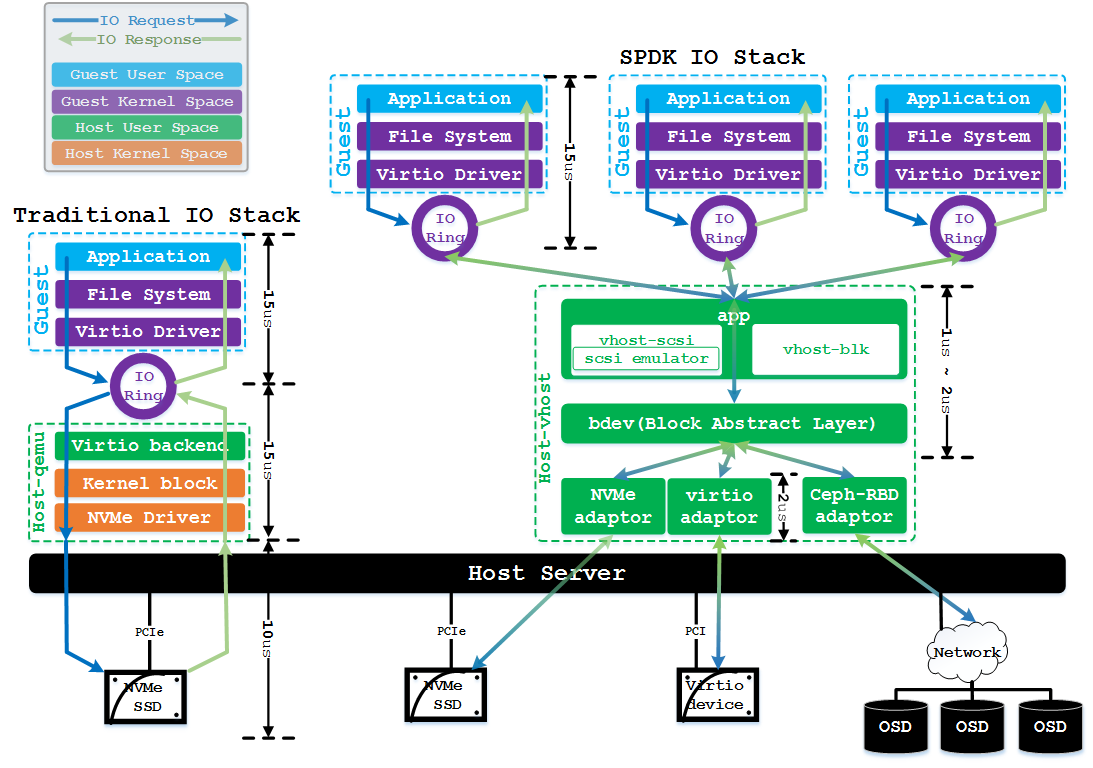 IO Request
IO Response
Guest User Space
Guest Kernel Space
Host User Space
Host Kernel Space
SPDK IO Stack
Guest
Application
File System
Virtio Driver
IO
Ring
15us
Guest
Application
File System
Virtio Driver
IO
Ring
Guest
Application
File System
Virtio Driver
IO
Ring
Traditional IO Stack
Guest
Application
File System
Virtio Driver
IO
Ring
15us
Host-qemu
Virtio backend
Kernel block
NVMe Driver
15us
Host-vhost
app
vhost-scsi
scsi emulator
vhost-blk
bdev(Block Abstract Layer)
1us ~ 2us
NVMe
adaptor
virtio
adaptor
2us
Ceph-RBD
adaptor
Host Server
PCIe
10us
PCIe
PCI
Network
NVMe
SSD
NVMe
SSD
Virtio
device
OSD
OSD
OSD